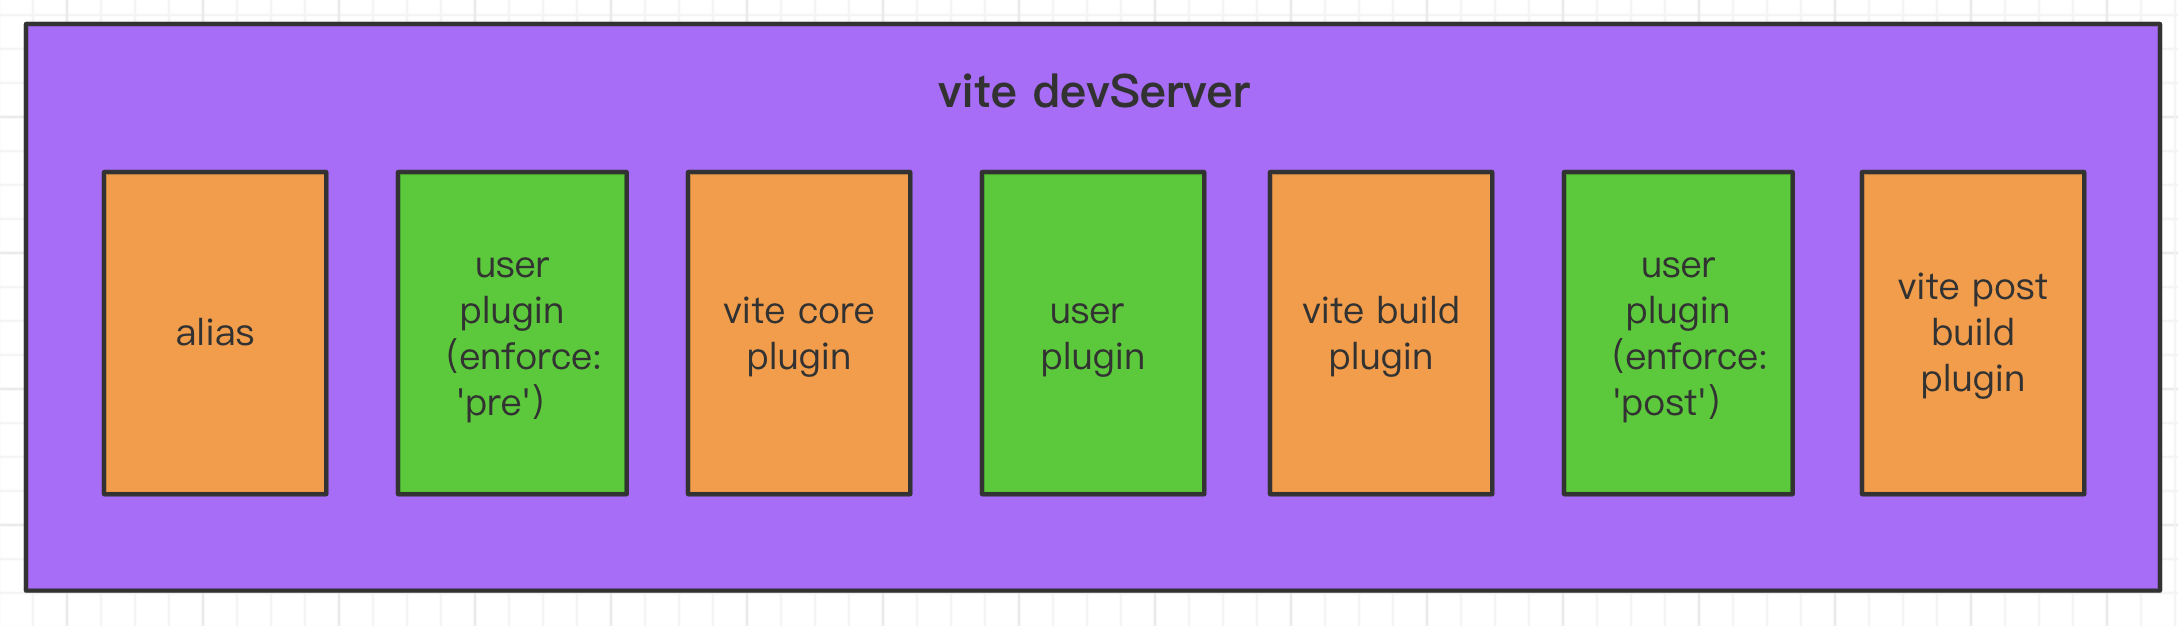 vite devServer
alias
user
plugin
(enforce:
'pre')
vite core
plugin
user
plugin
vite build
plugin
user
plugin
(enforce:
'post')
vite post
build
plugin